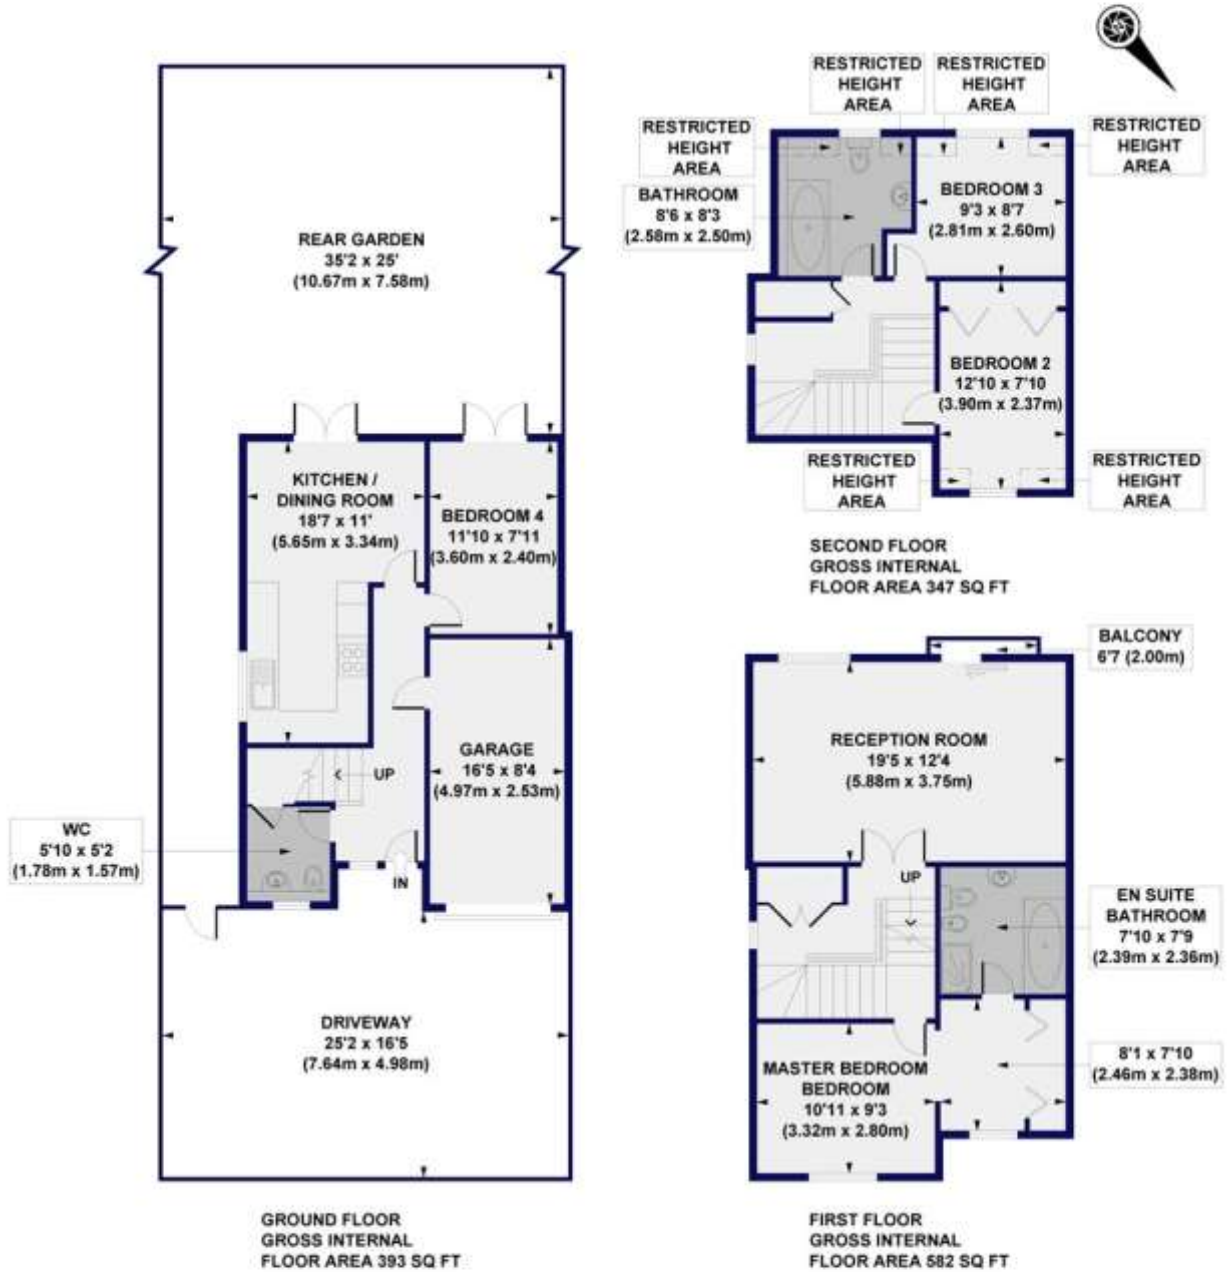 REAR GARDEN
35'2 x 25'
(10.67m x 7.58m)
KITCHEN /
DINING ROOM
18'7 x 11'
(5.65m x 3.34m)
BEDROOM 4
11'10 x 7'11
(3.60m x 2.40m)
GARAGE
16'5 x 8'4
(4.97m x 2.53m)
UP
WC
5'10 x 5'2
(1.78m x 1.57m)
IN
DRIVEWAY
25'2 x 16'5
(7.64m x 4.98m)
GROUND FLOOR
GROSS INTERNAL
FLOOR AREA 393 SQ FT
RESTRICTED
HEIGHT
AREA
RESTRICTED
HEIGHT
AREA
RESTRICTED
HEIGHT
AREA
RESTRICTED
HEIGHT
AREA
BATHROOM
8'6 x 8'3
(2.58m x 2.50m)
BEDROOM 3
9'3 x 8'7
(2.81m x 2.60m)
BEDROOM 2
12'10 x 7'10
(3.90m x 2.37m)
RESTRICTED
HEIGHT
AREA
RESTRICTED
HEIGHT
AREA
SECOND FLOOR
GROSS INTERNAL
FLOOR AREA 347 SQ FT
BALCONY
6'7 (2.00m)
RECEPTION ROOM
19'5 x 12'4
(5.88m x 3.75m)
UP
EN SUITE
BATHROOM
7'10 x 7'9
(2.39m x 2.36m)
8'1 x 7'10
(2.46m x 2.38m)
MASTER BEDROOM
BEDROOM
10'11 x 9'3
(3.32m x 2.80m)
FIRST FLOOR
GROSS INTERNAL
FLOOR AREA 582 SQ FT